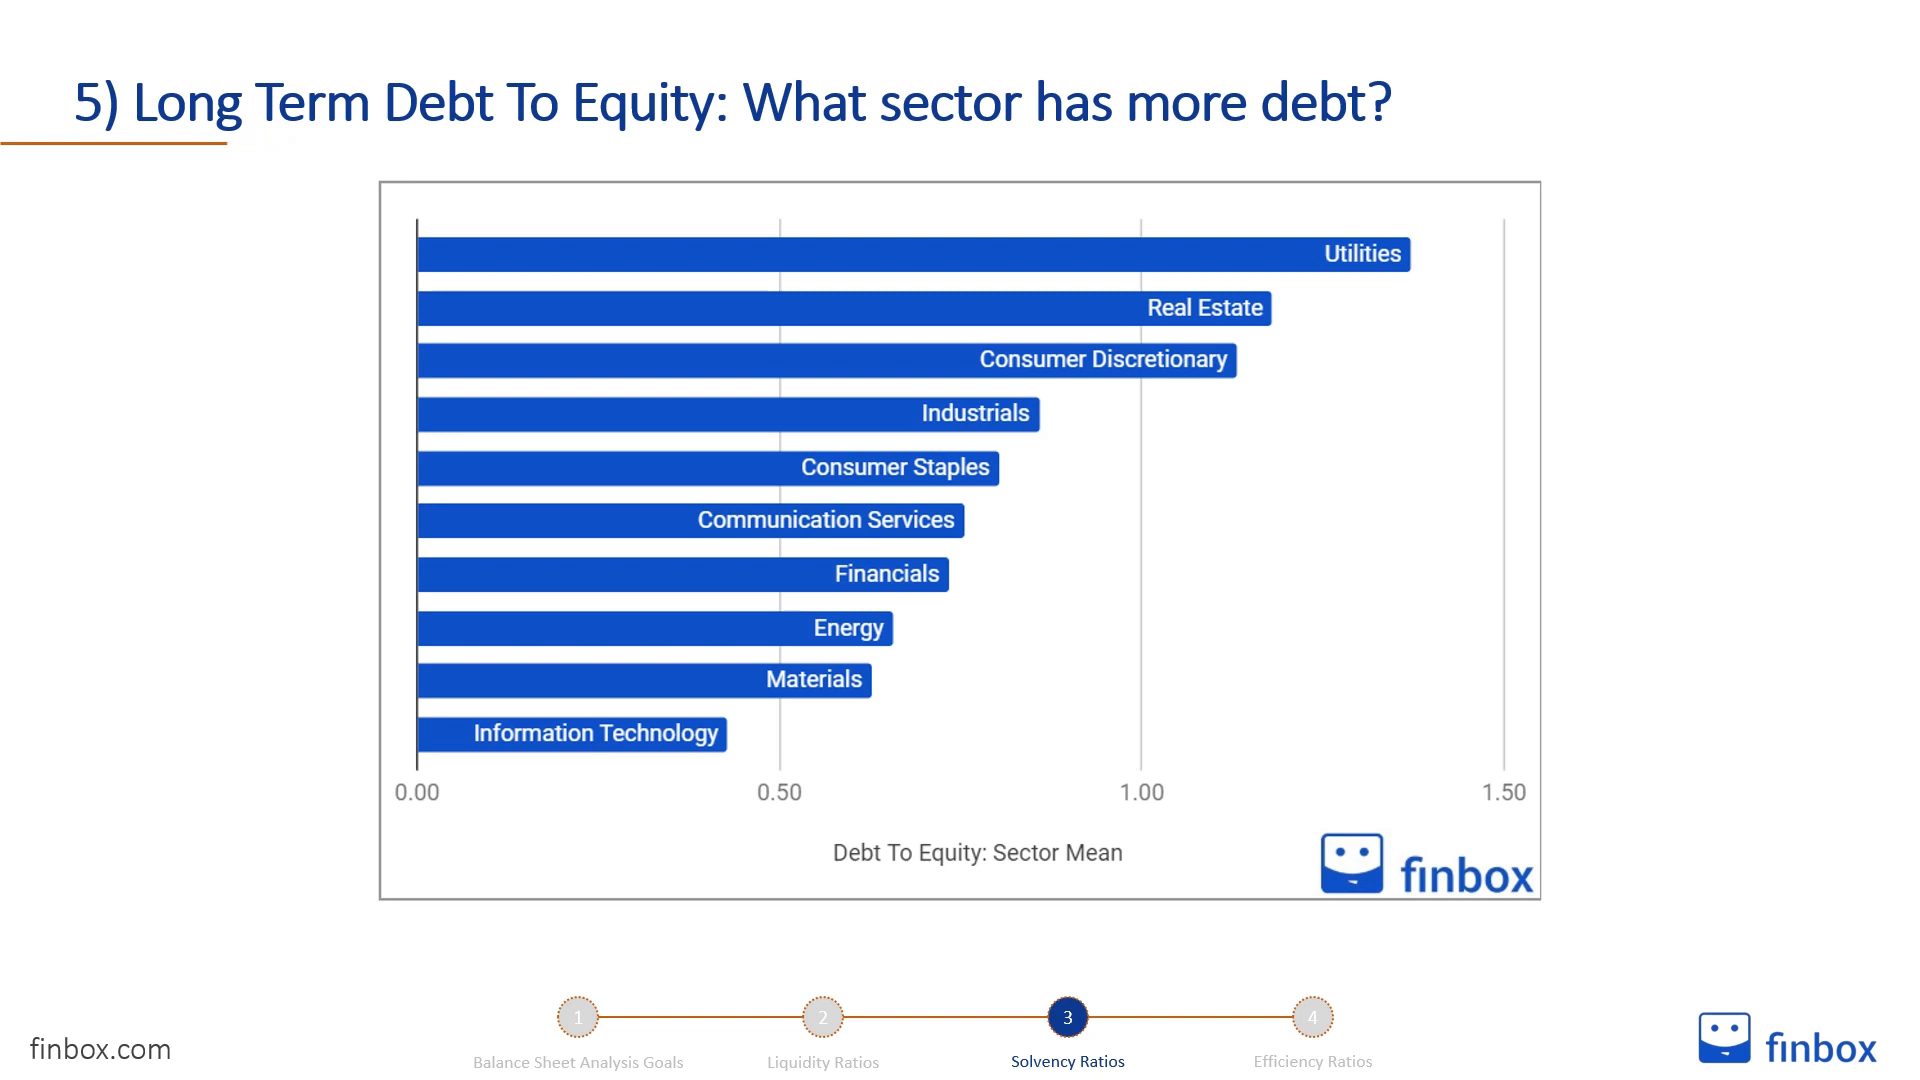 5) Long Term Debt To Equity: What sector has more debt?
Utilities
Real Estate
Consumer Discretionary
Industrials
Consumer Staples
Communication Services
Financials
Energy
Materials
Information Technology
0.00 0.50 1.00 1.50
Debt To Equity: Sector Mean
finbox
1 2 3 4
Balance Sheet Analysis Goals Liquidity Ratios Solvency Ratios Efficiency Ratios
finbox.com
finbox